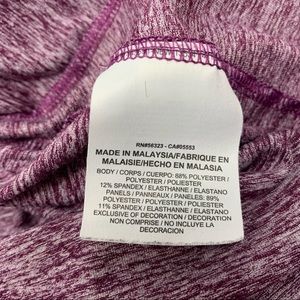 RN#56323 - CA#05553
MADE IN MALAYSIA/FABRIQUE EN
MALAISIE/HECHO EN MALASIA
BODY / CORPS / CUERPO: 88% POLYESTER /
POLYESTER / POLIESTER
12% SPANDEX / ELASTHANNE / ELASTANO
PANELS / PANNEAUX / PANELES: 89%
POLYESTER / POLYESTER / POLIESTER
11% SPANDEX / ELASTHANNE / ELASTANO
EXCLUSIVE OF DECORATION / DECORATION
NON COMPRISE / NO INCLUYE LA
DECORACION